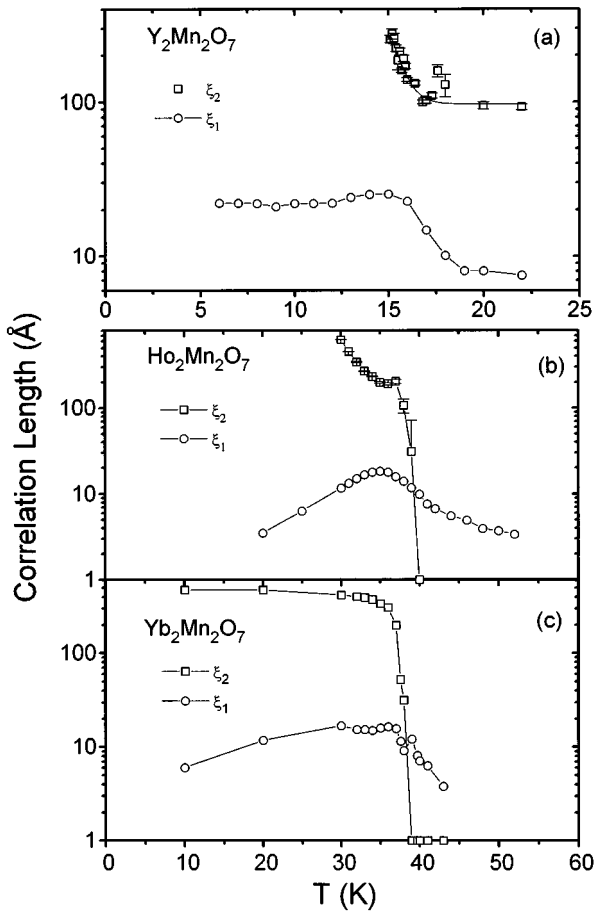 Y₂Mn₂O₇
(a)
ξ₂
ξ₁
100
10
0 5 10 15 20 25
Ho₂Mn₂O₇
(b)
ξ₂
ξ₁
100
10
1
Yb₂Mn₂O₇
(c)
ξ₂
ξ₁
100
10
1
0 10 20 30 40 50 60
T (K)
Correlation Length (Å)